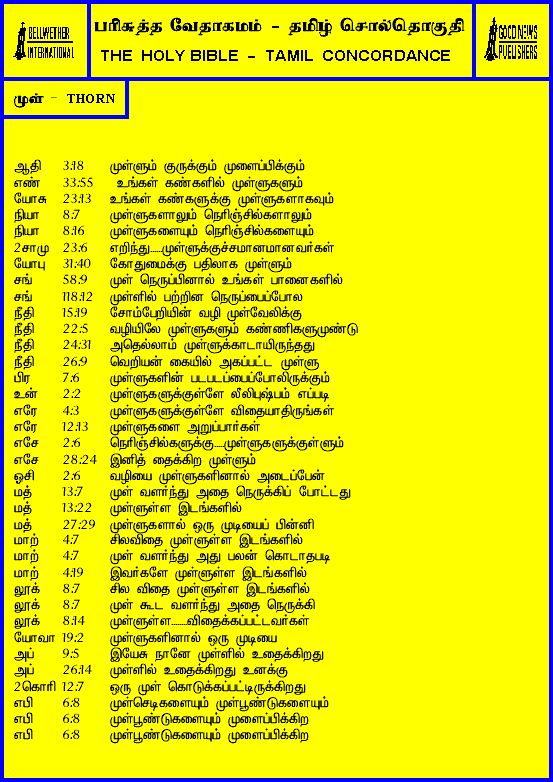 BELLWETHER INTERNATIONAL
பரிசுத்த வேதாகமம் - தமிழ் சொல்தொகுதி
THE HOLY BIBLE - TAMIL CONCORDANCE
GOOD NEWS PUBLISHERS
முள் - THORN
ஆதி 3:18 முள்ளும் குருக்கும் முளைப்பிக்கும்
எண் 33:55 உங்கள் கண்களில் முள்ளுகளும்
யோசு 23:13 உங்கள் கண்களுக்கு முள்ளுகளாகவும்
நியா 8:7 முள்ளுகளாலும் நெரிஞ்சில்களாலும்
நியா 8:16 முள்ளுகளையும் நெரிஞ்சில்களையும்
2சாமு 23:6 எறிந்து.....முள்ளுக்குச்சமானமானவர்கள்
யோபு 31:40 கோதுமைக்கு பதிலாக முள்ளும்
சங் 58:9 முள் நெருப்பினால் உங்கள் பானைகளில்
சங் 118:12 முள்ளில் பற்றின நெருப்பைப்போல
நீதி 15:19 சோம்பேறியின் வழி முள்வேலிக்கு
நீதி 22:5 வழியிலே முள்ளுகளும் கண்ணிகளுமுண்டு
நீதி 24:31 அதெல்லாம் முள்ளுக்காடாயிருந்தது
நீதி 26:9 வெறியன் கையில் அகப்பட்ட முள்ளு
பிர 7:6 முள்ளுகளின் படபடப்பைப்போலிருக்கும்
உன் 2:2 முள்ளுகளுக்குள்ளே லீலிபுஷ்பம் எப்படி
எரே 4:3 முள்ளுகளுக்குள்ளே விதையாதிருங்கள்
எரே 12:13 முள்ளுகளை அறுப்பார்கள்
எசே 2:6 நெரிஞ்சில்களுக்கு....முள்ளுகளுக்குள்ளும்
எசே 28:24 இனித் தைக்கிற முள்ளும்
ஓசி 2:6 வழியை முள்ளுகளினால் அடைப்பேன்
மத் 13:7 முள் வளர்ந்து அதை நெருக்கிப் போட்டது
மத் 13:22 முள்ளுள்ள இடங்களில்
மத் 27:29 முள்ளுகளால் ஒரு முடியைப் பின்னி
மாற் 4:7 சிலவிதை முள்ளுள்ள இடங்களில்
மாற் 4:7 முள் வளர்ந்து அது பலன் கொடாதபடி
மாற் 4:19 இவர்களே முள்ளுள்ள இடங்களில்
லூக் 8:7 சில விதை முள்ளுள்ள இடங்களில்
லூக் 8:7 முள் கூட வளர்ந்து அதை நெருக்கி
லூக் 8:14 முள்ளுள்ள.......விதைக்கப்பட்டவர்கள்
யோவா 19:2 முள்ளுகளினால் ஒரு முடியை
அப் 9:5 இயேசு நானே முள்ளில் உதைக்கிறது
அப் 26:14 முள்ளில் உதைக்கிறது உனக்கு
2கொரி 12:7 ஒரு முள் கொடுக்கப்பட்டிருக்கிறது
எபி 6:8 முள்செடிகளையும் முள்பூண்டுகளையும்
எபி 6:8 முள்பூண்டுகளையும் முளைப்பிக்கிற
எபி 6:8 முள்பூண்டுகளையும் முளைப்பிக்கிற